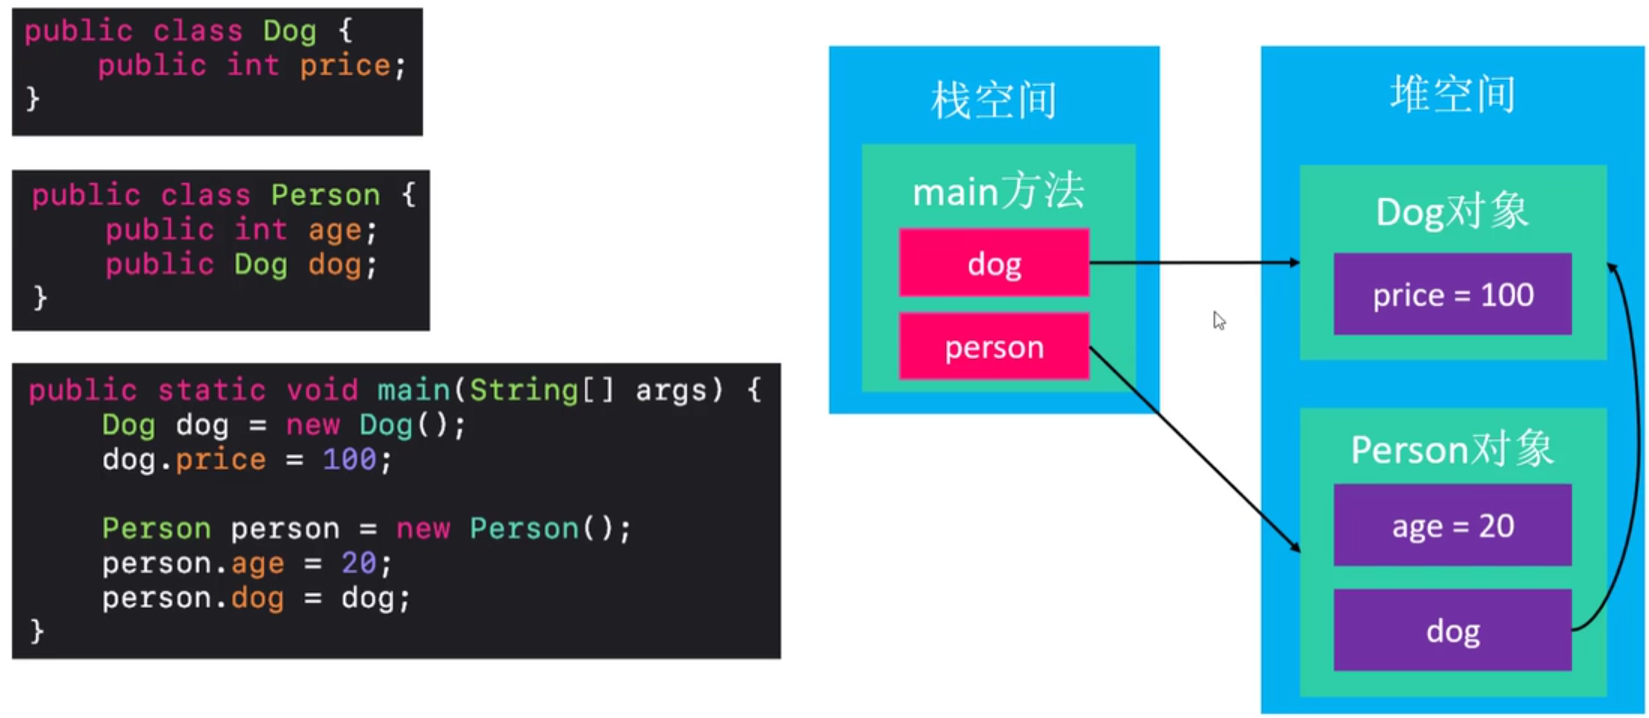 public class Dog {
    public int price;
}
public class Person {
    public int age;
    public Dog dog;
}
public static void main(String[] args) {
    Dog dog = new Dog();
    dog.price = 100;
    Person person = new Person();
    person.age = 20;
    person.dog = dog;
}
栈空间
main方法
dog
person
堆空间
Dog对象
price = 100
Person对象
age = 20
dog